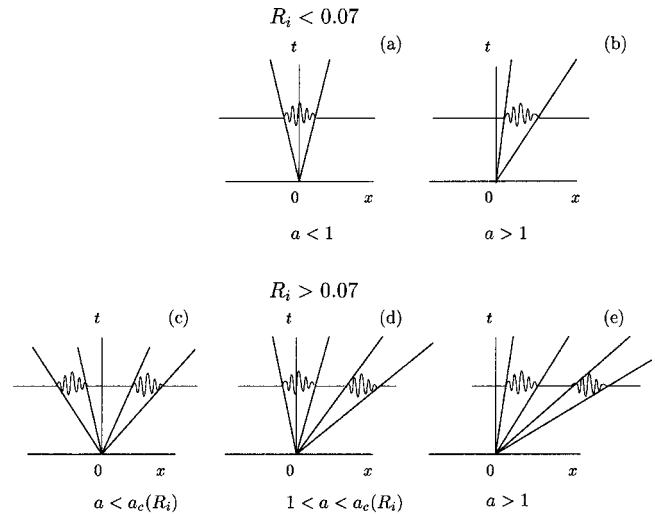 R_i < 0.07
t (a) t (b)
0 x 0 x
a < 1 a > 1
R_i > 0.07
t (c) t (d) t (e)
0 x 0 x 0 x
a < a_c(R_i) 1 < a < a_c(R_i) a > 1